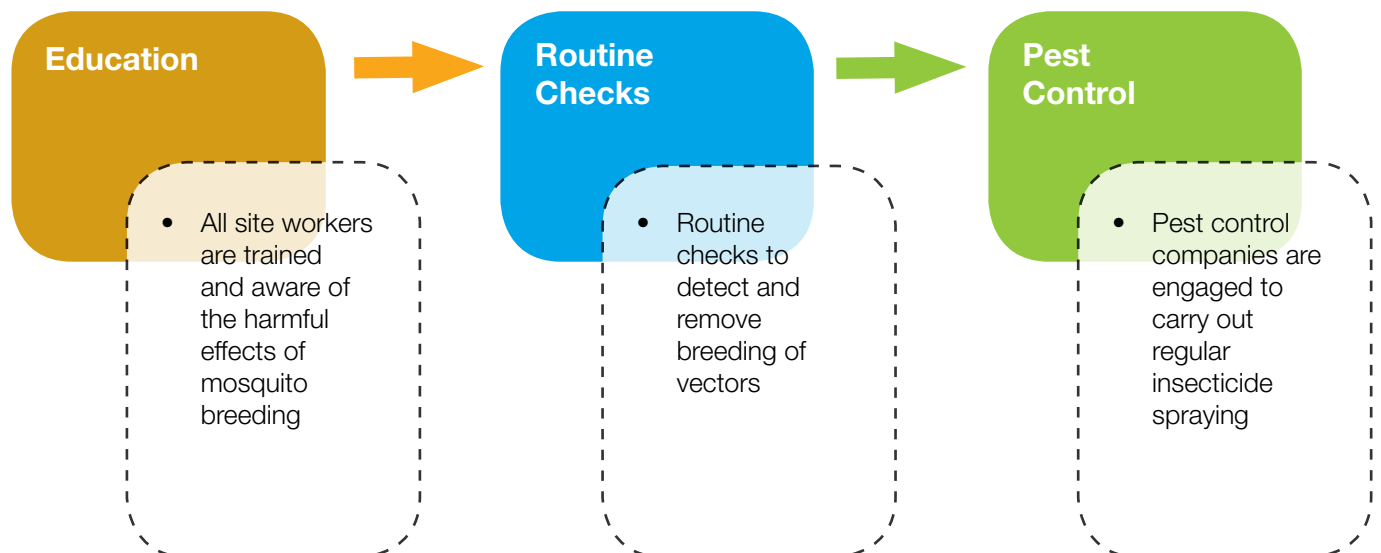 Education
• All site workers
are trained
and aware of
the harmful
effects of
mosquito
breeding
Routine
Checks
• Routine
checks to
detect and
remove
breeding of
vectors
Pest
Control
• Pest control
companies are
engaged to
carry out
regular
insecticide
spraying